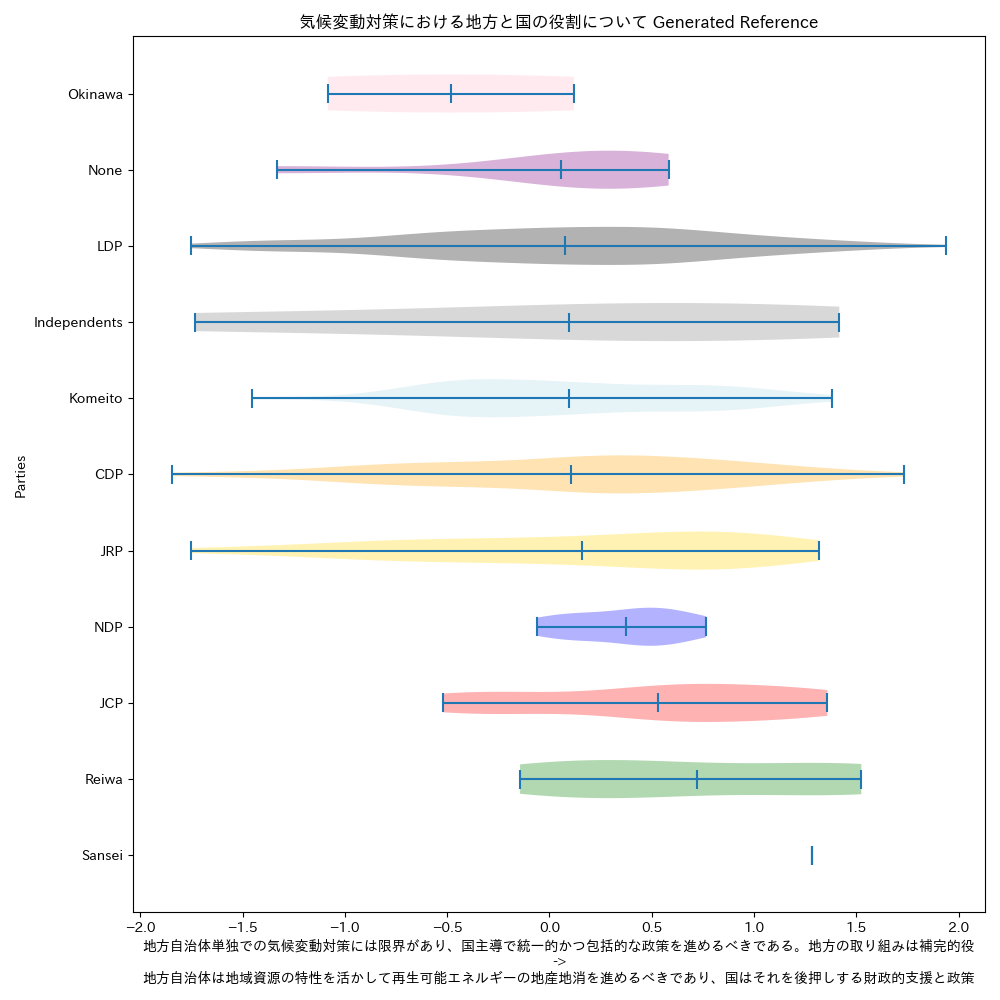 気候変動対策における地方と国の役割について Generated Reference
Okinawa
None
LDP
Independents
Komeito
CDP
JRP
NDP
JCP
Reiwa
Sansei
Parties
−2.0 −1.5 −1.0 −0.5 0.0 0.5 1.0 1.5 2.0
地方自治体単独での気候変動対策には限界があり、国主導で統一的かつ包括的な政策を進めるべきである。地方の取り組みは補完的役
->
地方自治体は地域資源の特性を活かして再生可能エネルギーの地産地消を進めるべきであり、国はそれを後押しする財政的支援と政策